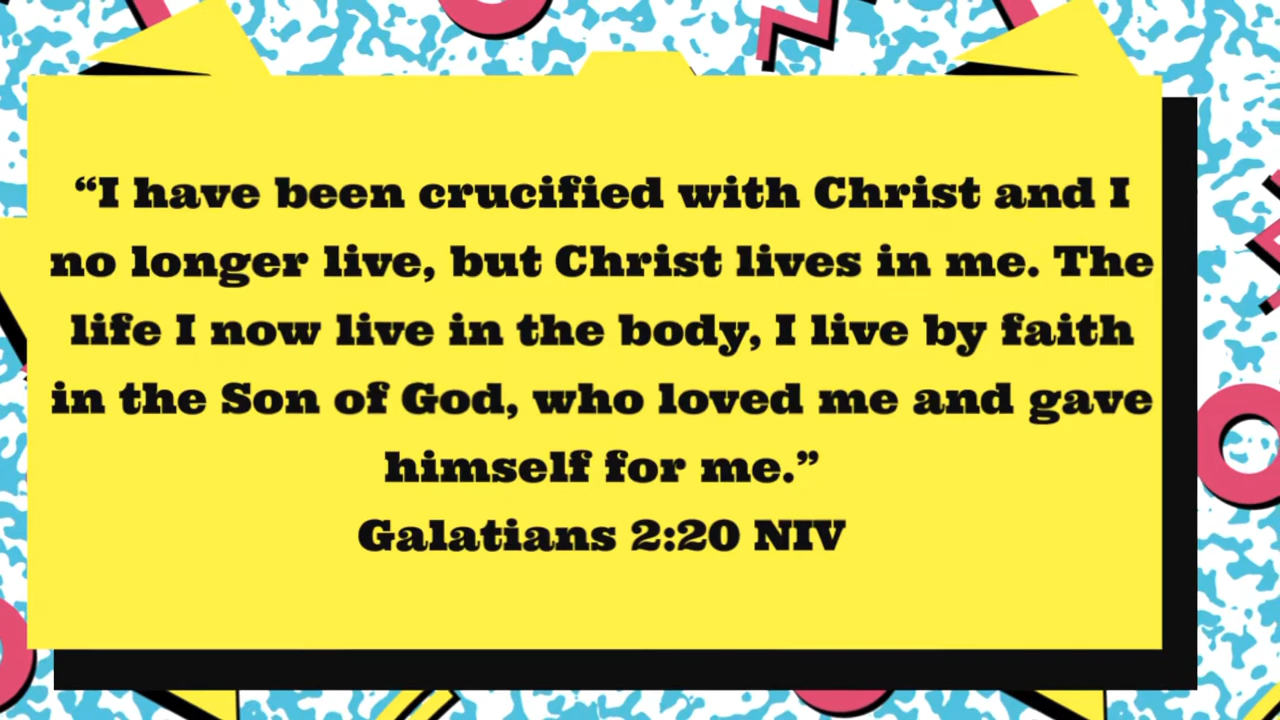 “I have been crucified with Christ and I
no longer live, but Christ lives in me. The
life I now live in the body, I live by faith
in the Son of God, who loved me and gave
himself for me.”
Galatians 2:20 NIV